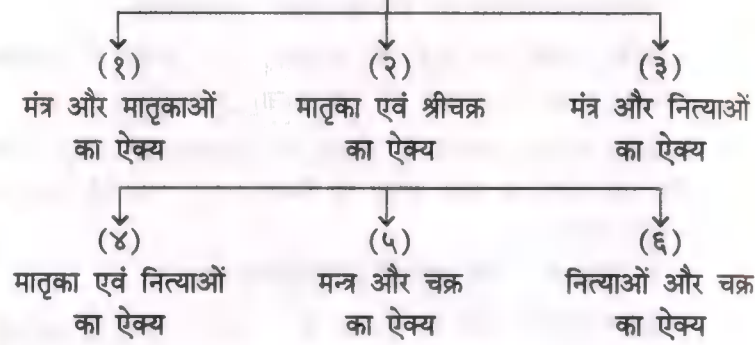 (१) (२) (३)
मंत्र और मातृकाओं मातृका एवं श्रीचक्र मंत्र और नित्याओं
का ऐक्य का ऐक्य का ऐक्य
(४) (५) (६)
मातृका एवं नित्याओं मन्त्र और चक्र नित्याओं और चक्र
का ऐक्य का ऐक्य का ऐक्य